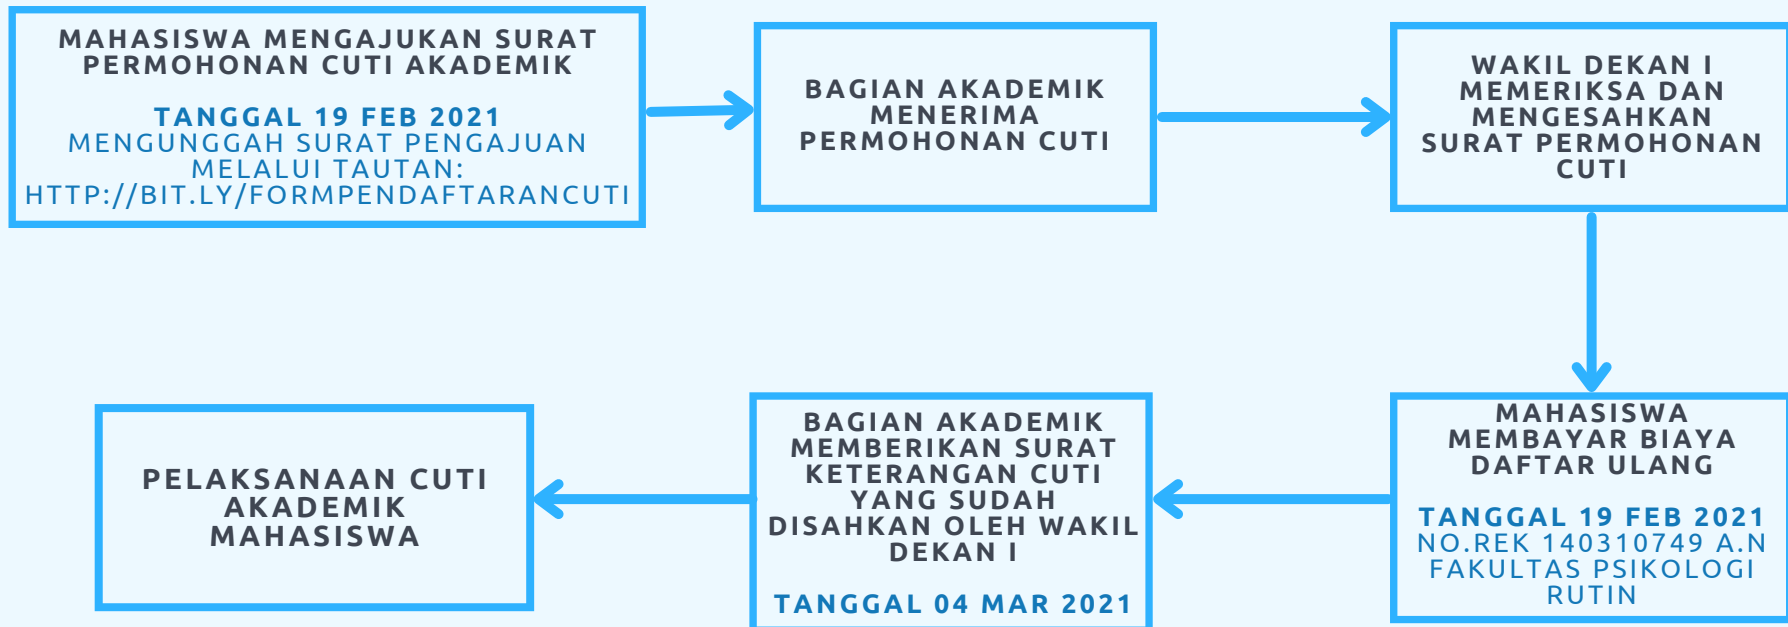 MAHASISWA MENGAJUKAN SURAT
PERMOHONAN CUTI AKADEMIK
TANGGAL 19 FEB 2021
MENGUNGGAH SURAT PENGAJUAN
MELALUI TAUTAN:
HTTP://BIT.LY/FORMPENDAFTARANCUTI
BAGIAN AKADEMIK
MENERIMA
PERMOHONAN CUTI
WAKIL DEKAN I
MEMERIKSA DAN
MENGESAHKAN
SURAT PERMOHONAN
CUTI
MAHASISWA
MEMBAYAR BIAYA
DAFTAR ULANG
TANGGAL 19 FEB 2021
NO.REK 140310749 A.N
FAKULTAS PSIKOLOGI
RUTIN
BAGIAN AKADEMIK
MEMBERIKAN SURAT
KETERANGAN CUTI
YANG SUDAH
DISAHKAN OLEH WAKIL
DEKAN I
TANGGAL 04 MAR 2021
PELAKSANAAN CUTI
AKADEMIK
MAHASISWA